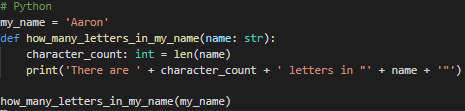 # Python
my_name = 'Aaron'
def how_many_letters_in_my_name(name: str):
    character_count: int = len(name)
    print('There are ' + character_count + ' letters in "' + name + '"')

how_many_letters_in_my_name(my_name)